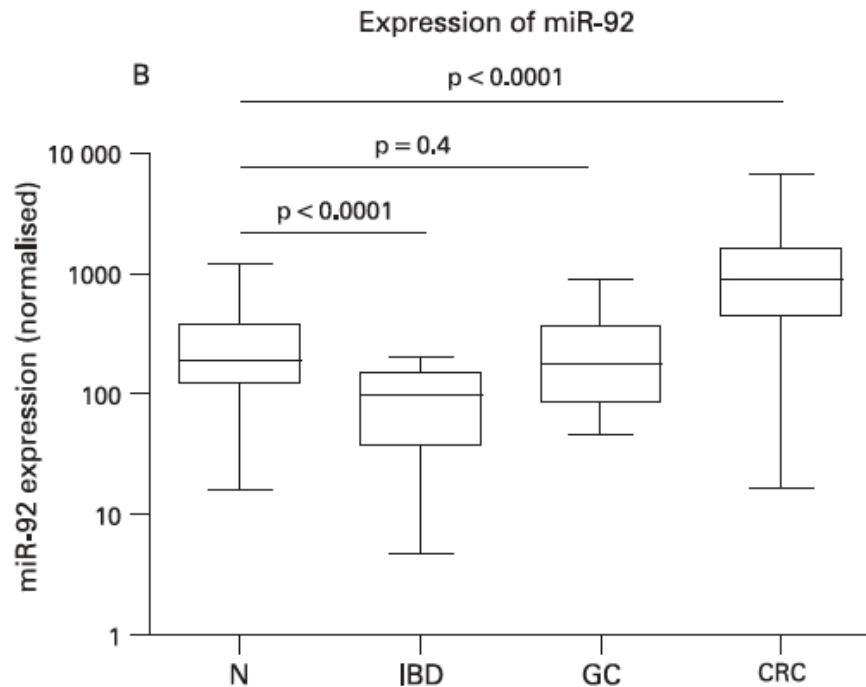 Expression of miR-92
B
p < 0.0001
p = 0.4
p < 0.0001
miR-92 expression (normalised)
10 000
1000
100
10
1
N IBD GC CRC